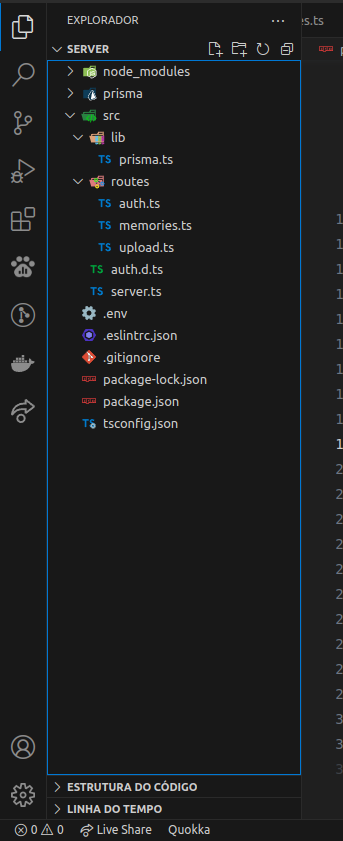 EXPLORADOR
es.ts
SERVER
node_modules
prisma
src
lib
TS prisma.ts
routes
TS auth.ts
TS memories.ts
TS upload.ts
TS auth.d.ts
TS server.ts
.env
.eslintrc.json
.gitignore
package-lock.json
package.json
tsconfig.json
ESTRUTURA DO CÓDIGO
LINHA DO TEMPO
0 0 Live Share Quokka